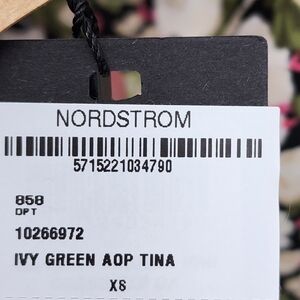 NORDSTROM
5715221034790
858
DPT
10266972
IVY GREEN AOP TINA
XS